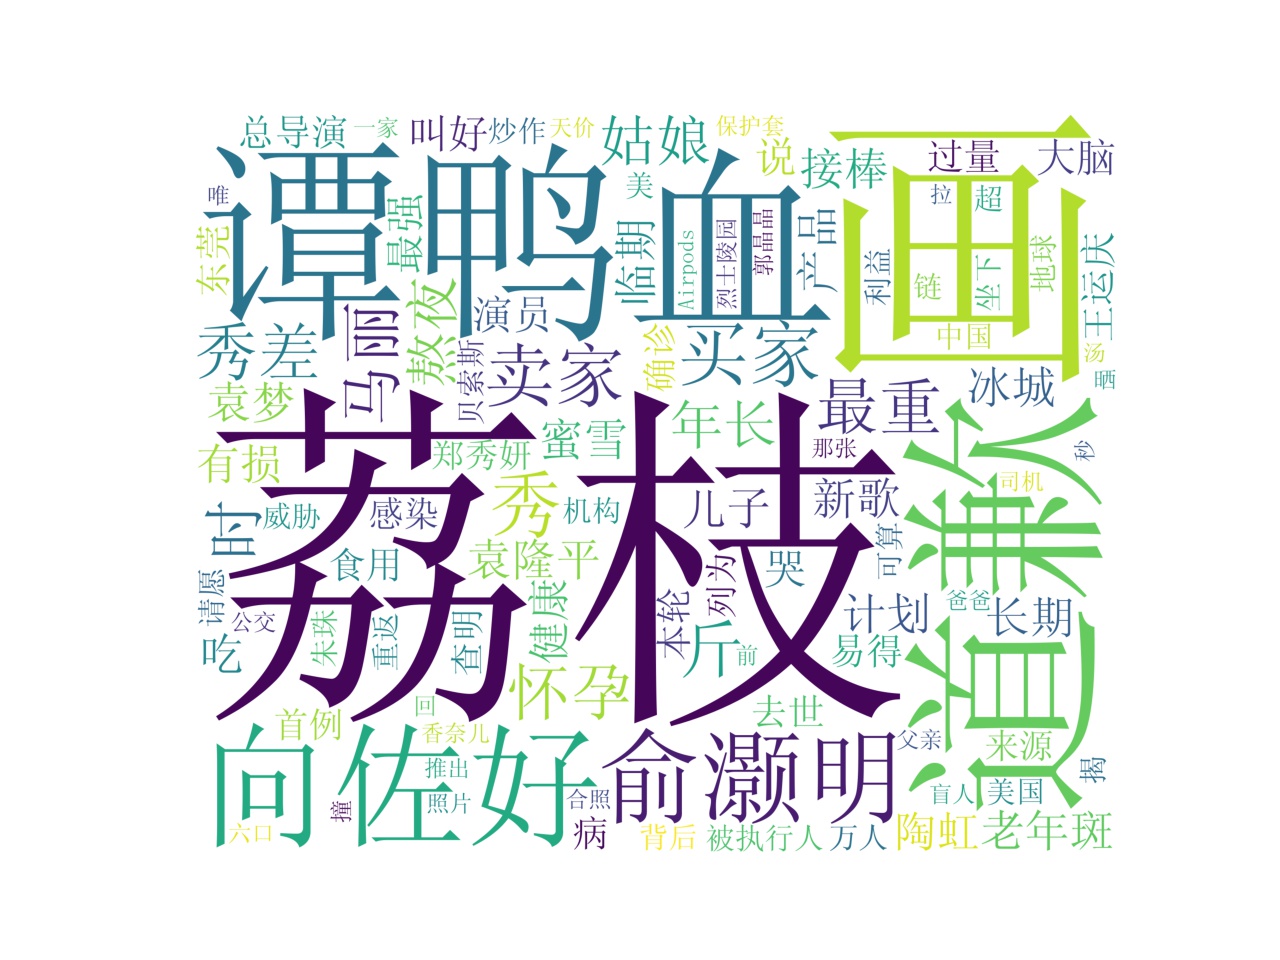 总导演
一家
叫好
炒作
天价
姑娘
保护套
画
说
接棒
过量
大脑
谭鸭血
唯
美
拉
超
东莞
最强
临期
Airpods
烈士陵园
郭晶晶
产品
利益
链
坐下
地球
王运庆
熬夜
演员
马丽
秀差
贝索斯
卖家
确诊
买家
中国
汤
晒
冰城
袁梦
荔枝
年长
最重
道歉
蜜雪
郑秀妍
那张
秒
有损
秀
司机
时
威胁
感染
机构
儿子
新歌
可算
食用
袁隆平
哭
列为
请愿
公交
朱珠
重返
查明
健康
本轮
计划
爸爸
长期
吃
斤
前
易得
怀孕
首例
回
去世
香奈儿
向佐好
俞灏明
父亲
来源
揭
推出
照片
合照
盲人
美国
撞
六口
病
背后
被执行人
万人
陶虹
老年斑